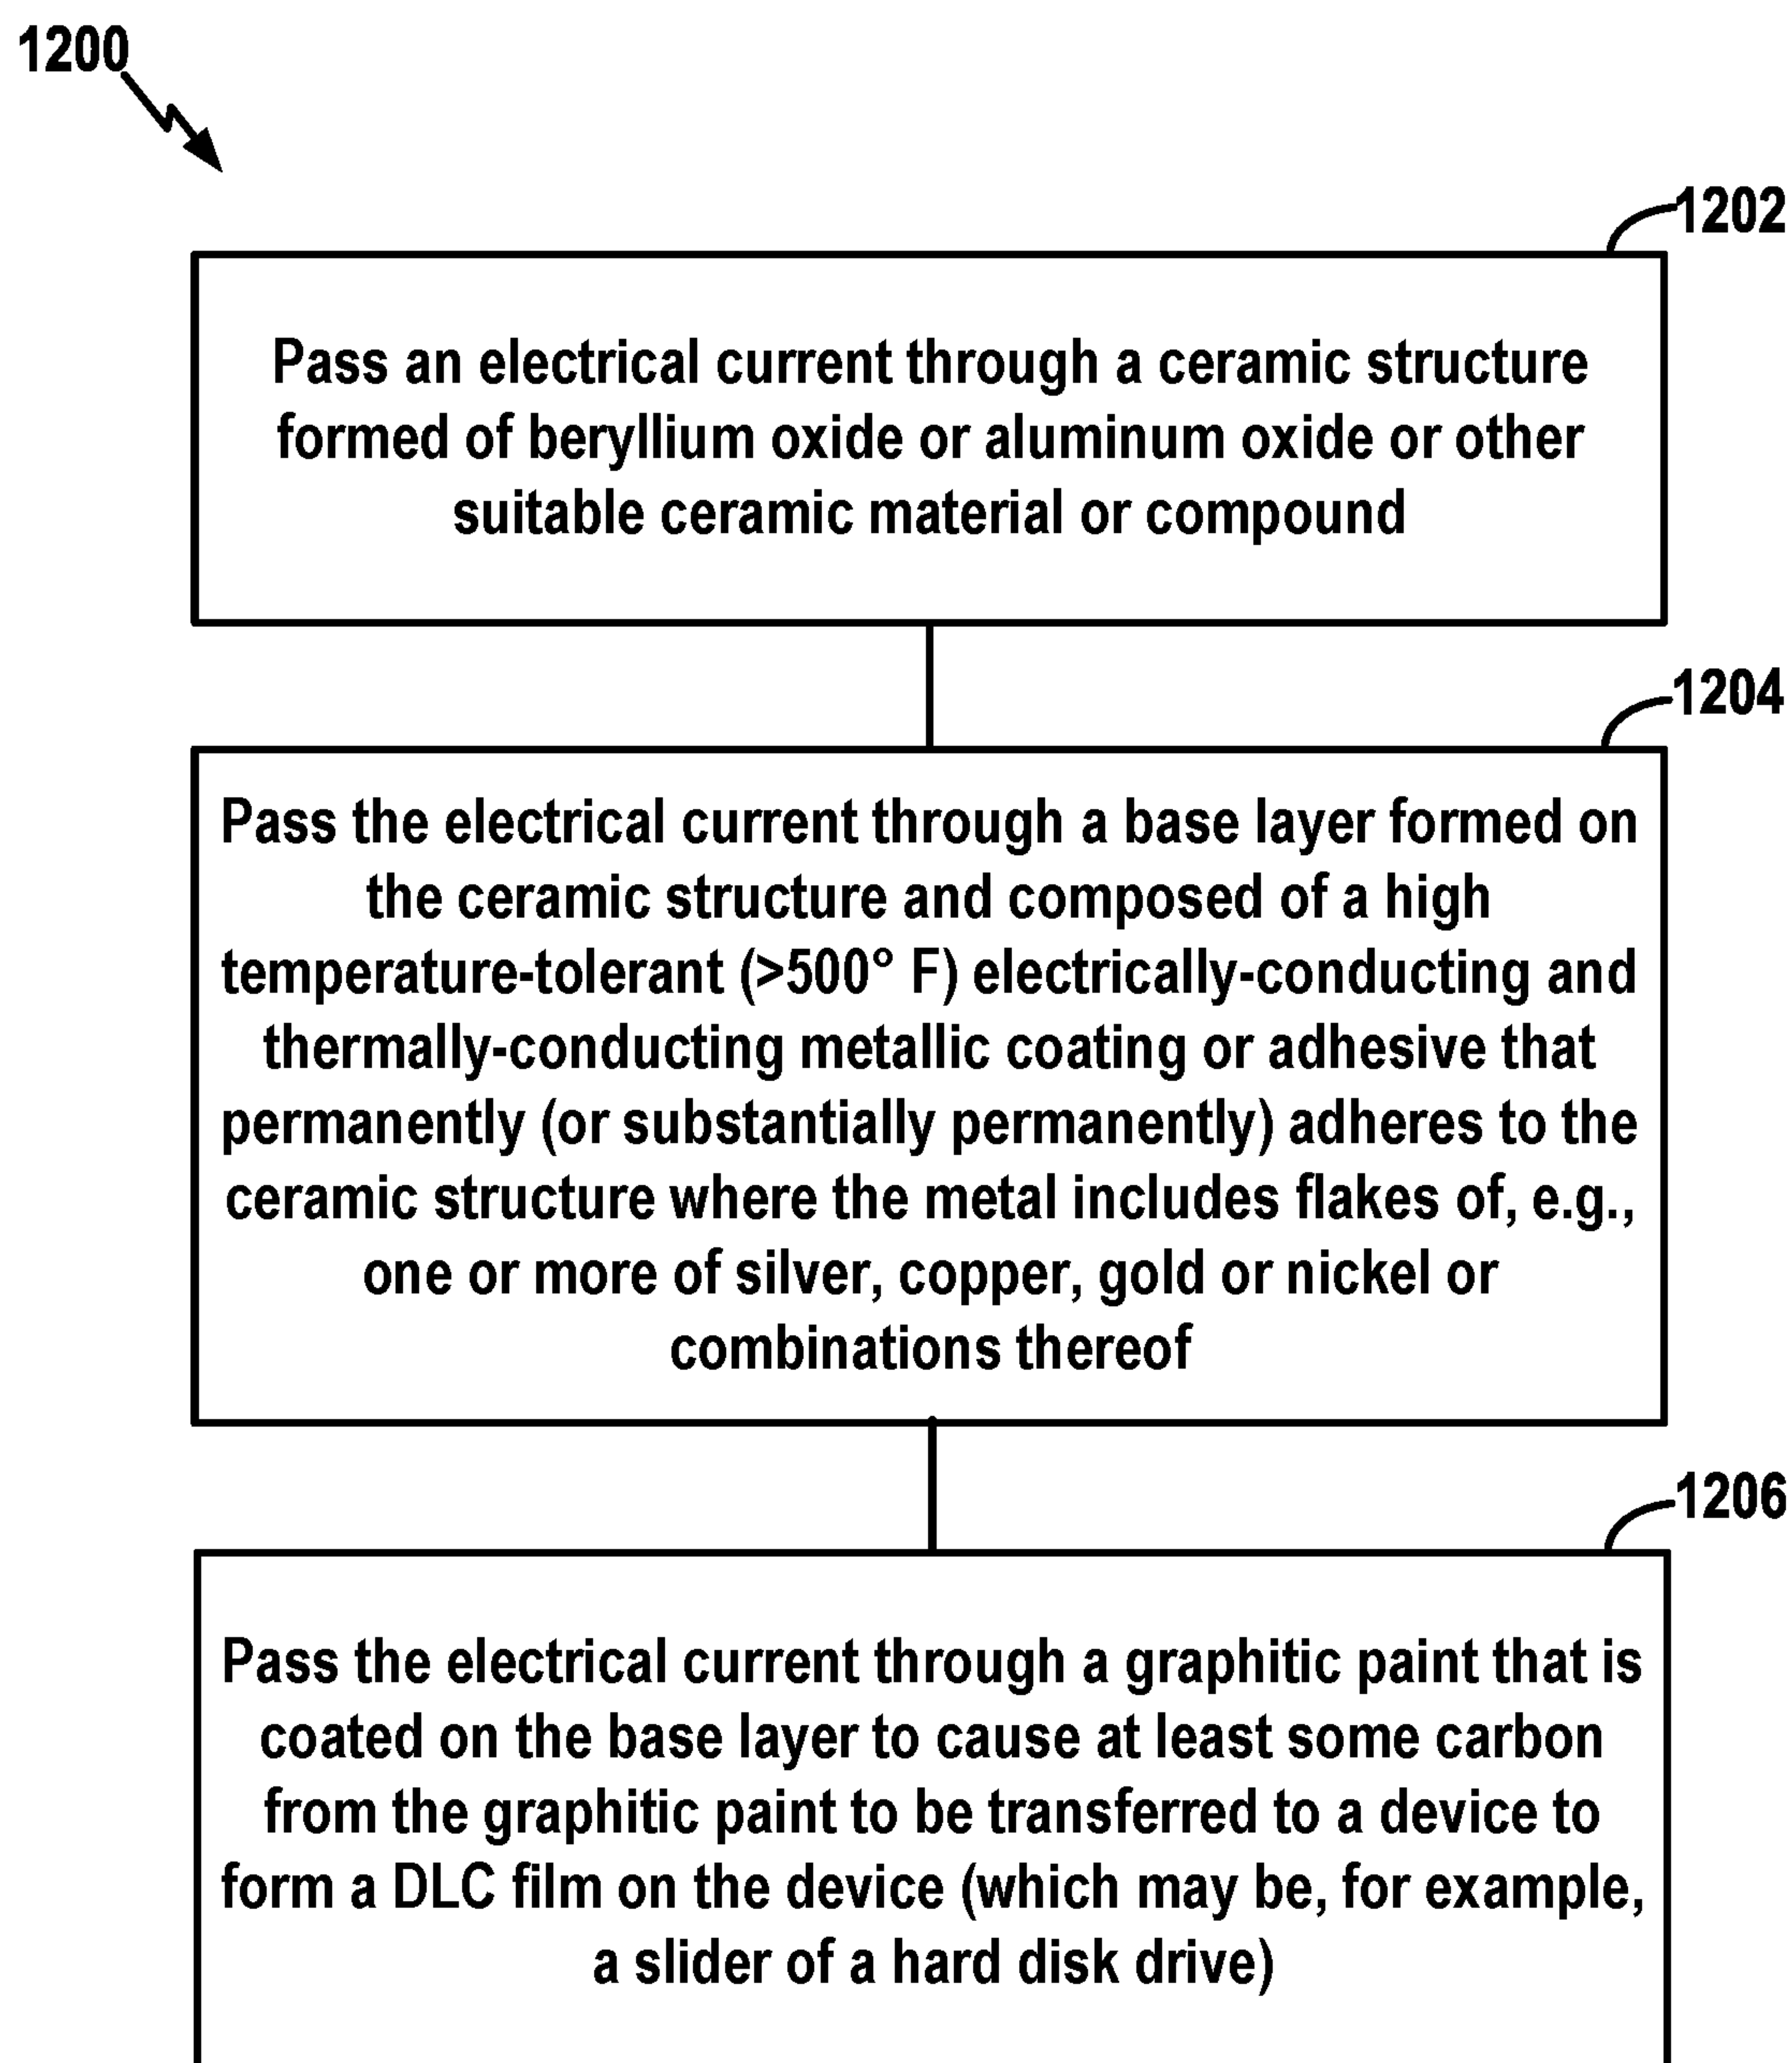 1200
1202
Pass an electrical current through a ceramic structure
formed of beryllium oxide or aluminum oxide or other
suitable ceramic material or compound
1204
Pass the electrical current through a base layer formed on
the ceramic structure and composed of a high
temperature-tolerant (>500° F) electrically-conducting and
thermally-conducting metallic coating or adhesive that
permanently (or substantially permanently) adheres to the
ceramic structure where the metal includes flakes of, e.g.,
one or more of silver, copper, gold or nickel or
combinations thereof
1206
Pass the electrical current through a graphitic paint that is
coated on the base layer to cause at least some carbon
from the graphitic paint to be transferred to a device to
form a DLC film on the device (which may be, for example,
a slider of a hard disk drive)